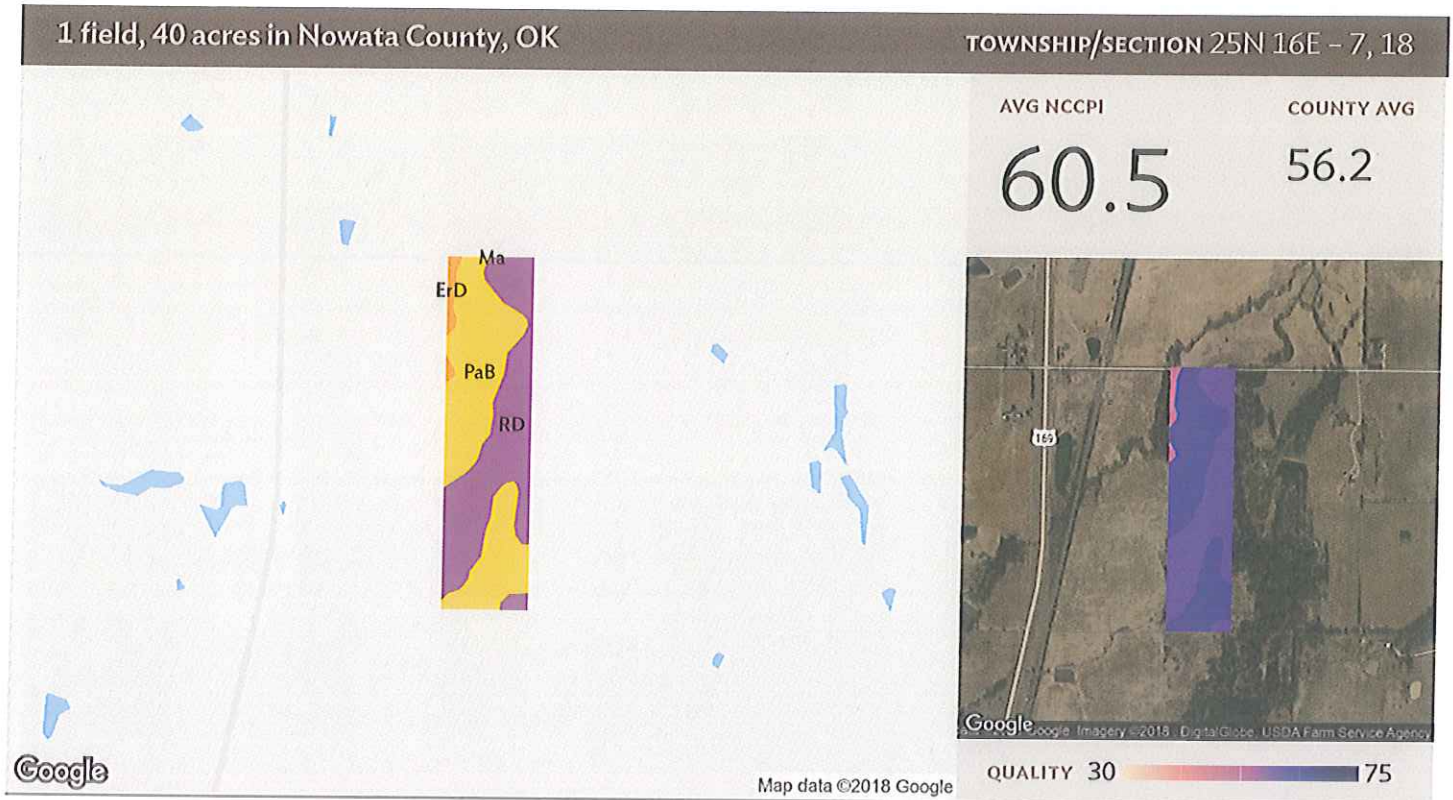 1 field, 40 acres in Nowata County, OK
TOWNSHIP/SECTION 25N 16E – 7, 18
AVG NCCPI
COUNTY AVG
60.5
56.2
Ma
ErD
PaB
RD
169
Google
Map data ©2018 Google
Google
Google Imagery ©2018 , DigitalGlobe, USDA Farm Service Agency
QUALITY 30
75